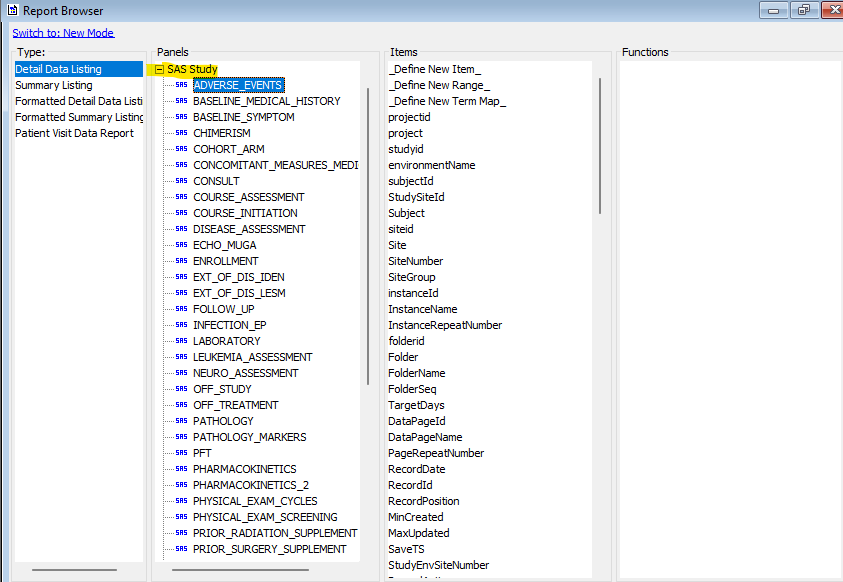 Report Browser
Switch to: New Mode
Type:
Detail Data Listing
Summary Listing
Formatted Detail Data Listi
Formatted Summary Listing
Patient Visit Data Report
Panels
SAS Study
SAS ADVERSE_EVENTS
SAS BASELINE_MEDICAL_HISTORY
SAS BASELINE_SYMPTOM
SAS CHIMERISM
SAS COHORT_ARM
SAS CONCOMITANT_MEASURES_MEDI
SAS CONSULT
SAS COURSE_ASSESSMENT
SAS COURSE_INITIATION
SAS DISEASE_ASSESSMENT
SAS ECHO_MUGA
SAS ENROLLMENT
SAS EXT_OF_DIS_IDEN
SAS EXT_OF_DIS_LESM
SAS FOLLOW_UP
SAS INFECTION_EP
SAS LABORATORY
SAS LEUKEMIA_ASSESSMENT
SAS NEURO_ASSESSMENT
SAS OFF_STUDY
SAS OFF_TREATMENT
SAS PATHOLOGY
SAS PATHOLOGY_MARKERS
SAS PFT
SAS PHARMACOKINETICS
SAS PHARMACOKINETICS_2
SAS PHYSICAL_EXAM_CYCLES
SAS PHYSICAL_EXAM_SCREENING
SAS PRIOR_RADIATION_SUPPLEMENT
SAS PRIOR_SURGERY_SUPPLEMENT
Items
_Define New Item_
_Define New Range_
_Define New Term Map_
projectid
project
studyid
environmentName
subjectId
StudySiteId
Subject
siteid
Site
SiteNumber
SiteGroup
instanceId
InstanceName
InstanceRepeatNumber
folderid
Folder
FolderName
FolderSeq
TargetDays
DataPageId
DataPageName
PageRepeatNumber
RecordDate
RecordId
RecordPosition
MinCreated
MaxUpdated
SaveTS
StudyEnvSiteNumber
Functions